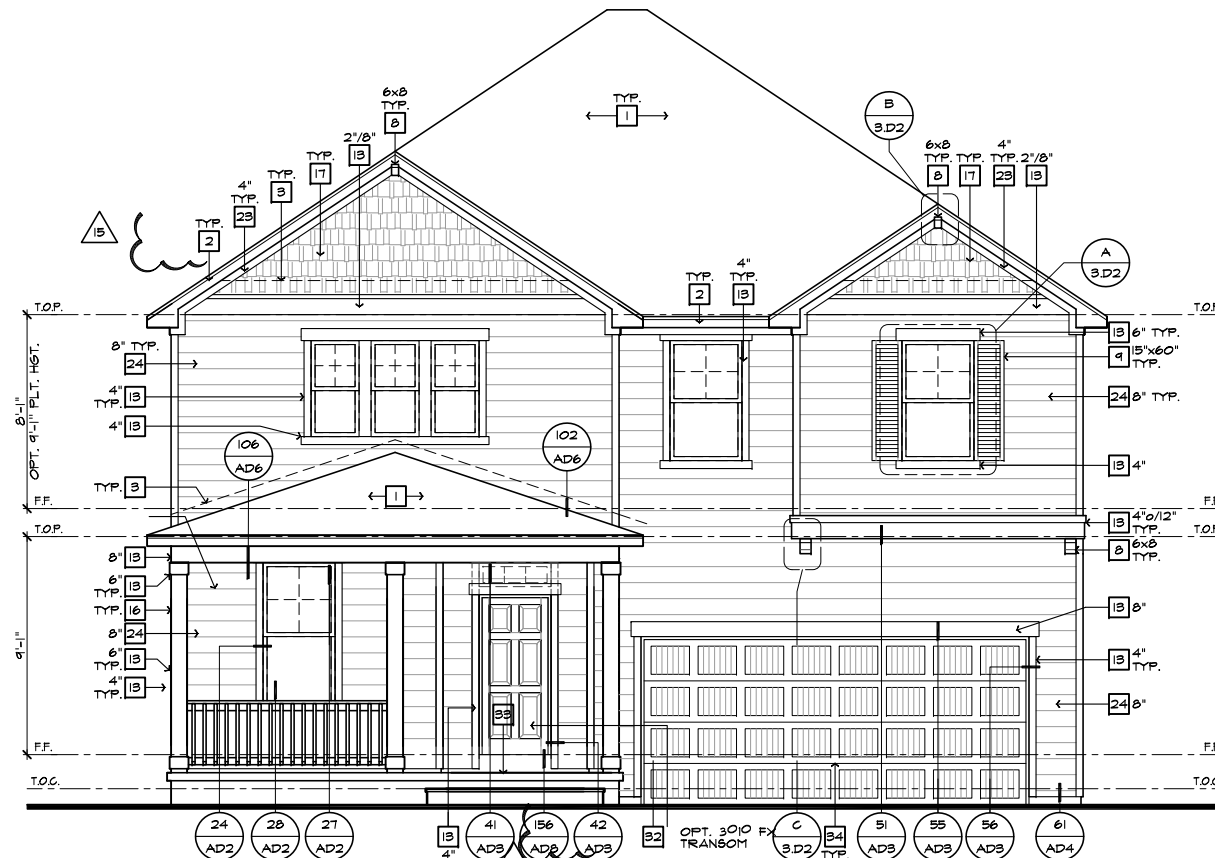 6x8
TYP.
8
TYP.
1
B
3.D2
2"/8"
13
TYP.
17
TYP.
3
4"
TYP.
23
TYP.
2
15
6x8
TYP.
8
TYP.
17
4"
TYP.
23
2"/8"
13
A
3.D2
TYP.
2
4"
TYP.
13
T.O.P.
T.O.P.
8'-1"
OPT. 9'-1" PLT. HGT.
8" TYP.
24
4"
TYP. 13
4" 13
13 6" TYP.
9 15"x60"
TYP.
24 8" TYP.
13 4"
106
AD6
102
AD6
TYP. 3
1
F.F.
F.F.
T.O.P.
13 4"o/12"
TYP.
T.O.P.
8 6x8
TYP.
9'-1"
8" 13
6"
TYP. 13
TYP. 16
8" 24
6"
TYP. 13
4"
TYP. 13
13 8"
13 4"
TYP.
24 8"
33
F.F.
F.F.
T.O.C.
T.O.C.
24
AD2
28
AD2
27
AD2
13
4"
41
AD3
156
AD8
42
AD3
32
OPT. 3010 FX
TRANSOM
C
3.D2
34
TYP.
51
AD3
55
AD3
56
AD3
61
AD4